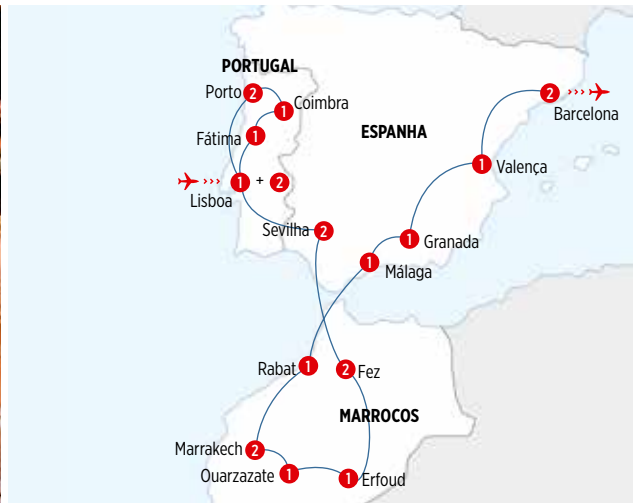 PORTUGAL
Porto 2
1 Coimbra
Fátima 1
1 + 2
Lisboa
ESPANHA
2
Barcelona
1 Valença
Sevilha 2
1 Granada
1
Málaga
Rabat 1
2 Fez
MARROCOS
Marrakech 2
Ouarzazate 1
1 Erfoud